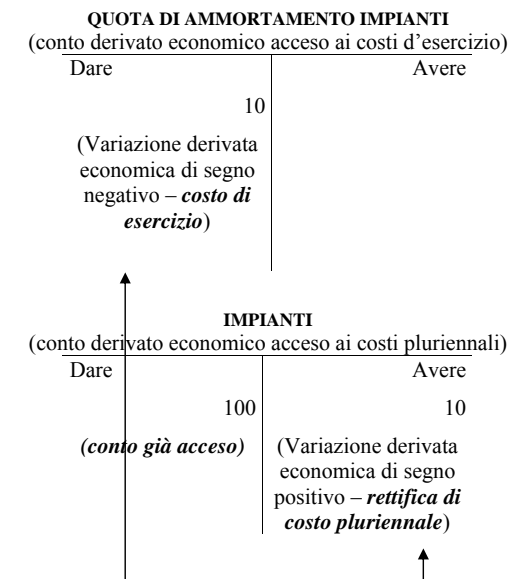 QUOTA DI AMMORTAMENTO IMPIANTI
(conto derivato economico acceso ai costi d'esercizio)
Dare Avere
10
(Variazione derivata
economica di segno
negativo – costo di
esercizio)
IMPIANTI
(conto derivato economico acceso ai costi pluriennali)
Dare Avere
100 10
(conto già acceso) (Variazione derivata
economica di segno
positivo – rettifica di
costo pluriennale)